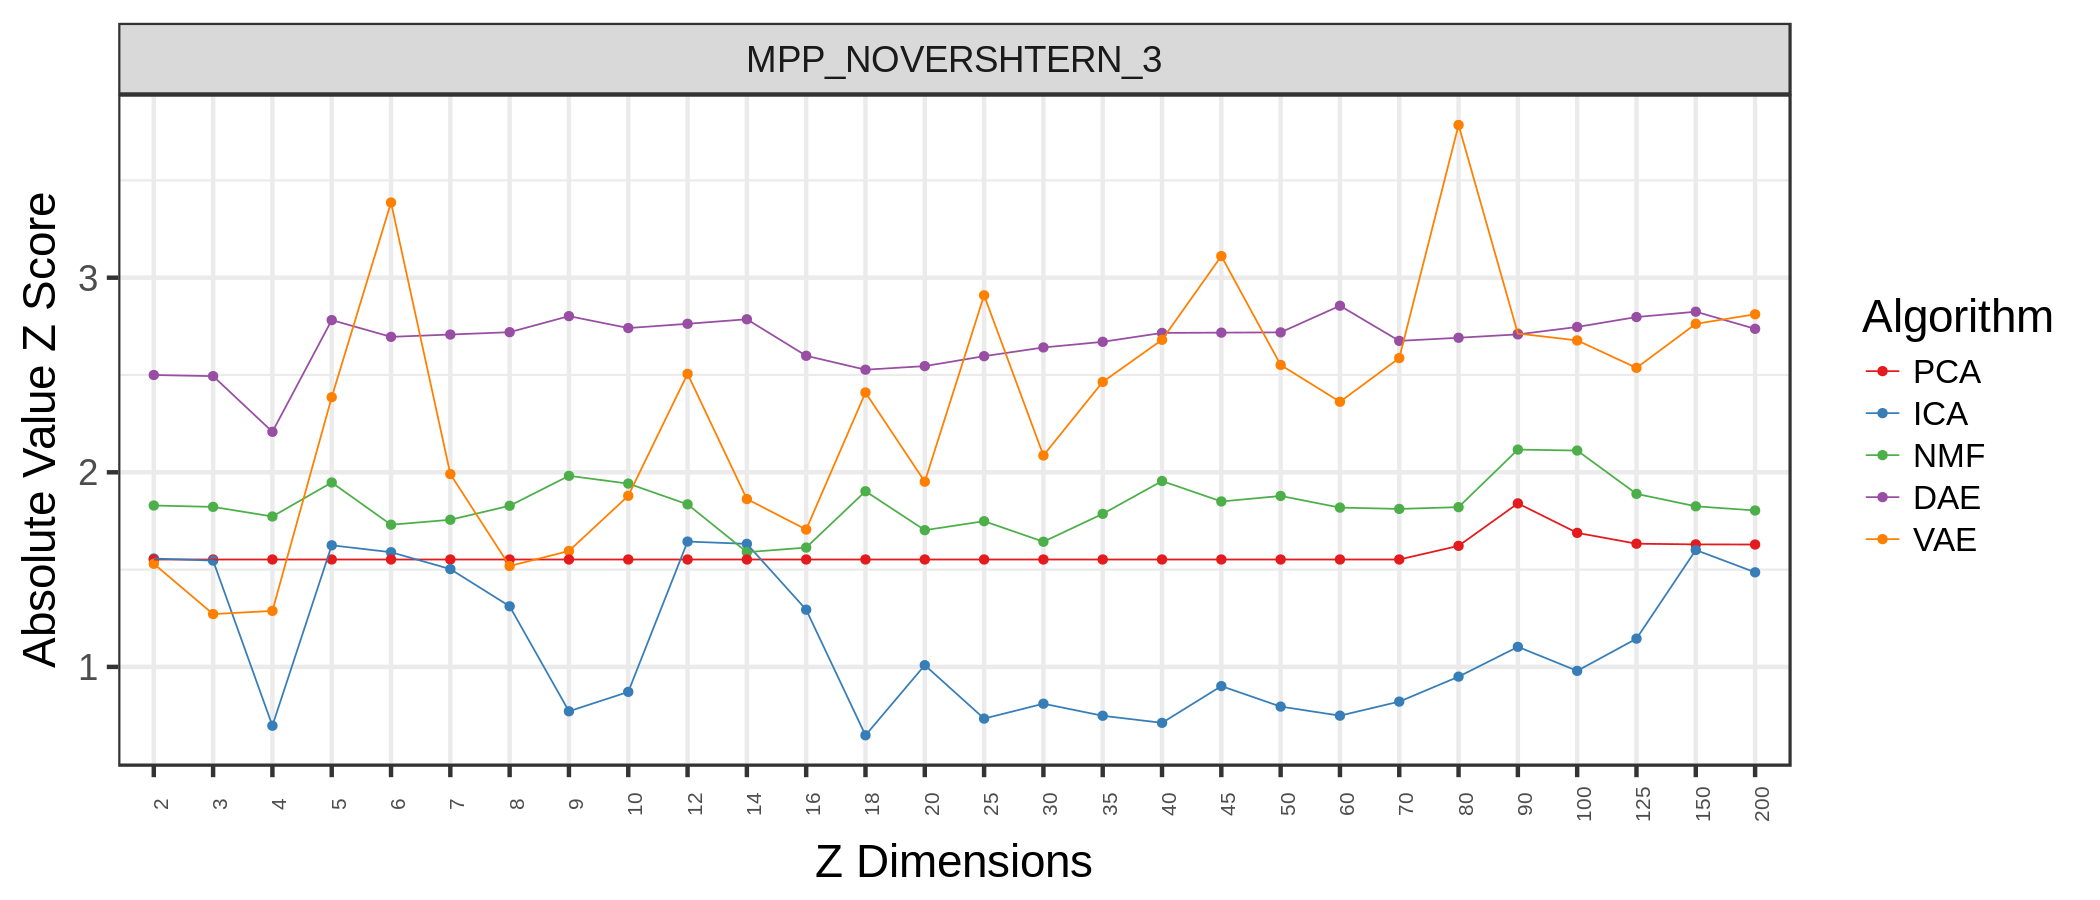 MPP_NOVERSHTERN_3
Absolute Value Z Score
3
2
1
2 3 4 5 6 7 8 9 10 12 14 16 18 20 25 30 35 40 45 50 60 70 80 90 100 125 150 200
Z Dimensions
Algorithm
PCA
ICA
NMF
DAE
VAE